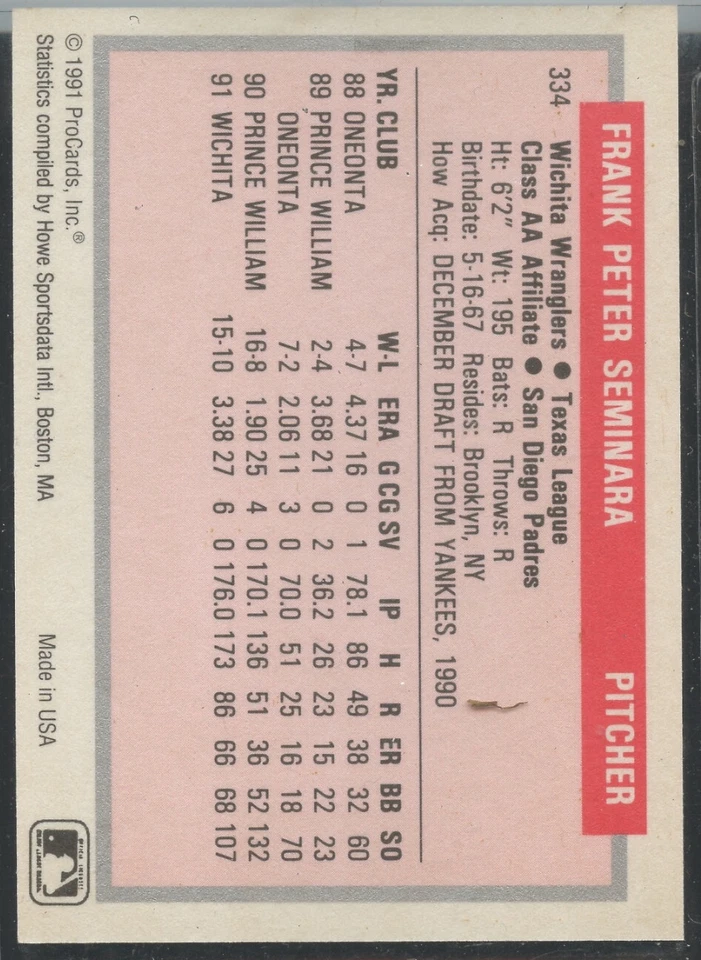 FRANK PETER SEMINARA PITCHER
334 Wichita Wranglers ● Texas League
Class AA Affiliate ● San Diego Padres
Ht: 6'2" Wt: 195 Bats: R Throws: R
Birthdate: 5-16-67 Resides: Brooklyn, NY
How Acq: DECEMBER DRAFT FROM YANKEES, 1990
YR. CLUB W-L ERA G CG SV IP H R ER BB SO
88 ONEONTA 4-7 4.37 16 0 1 78.1 86 49 38 32 60
89 PRINCE WILLIAM 2-4 3.68 21 0 2 36.2 26 23 15 22 23
ONEONTA 7-2 2.06 11 3 0 70.0 51 25 16 18 70
90 PRINCE WILLIAM 16-8 1.90 25 4 0 170.1 136 51 36 52 132
91 WICHITA 15-10 3.38 27 6 0 176.0 173 86 66 68 107
© 1991 ProCards, Inc.®
Statistics compiled by Howe Sportsdata Intl., Boston, MA Made in USA